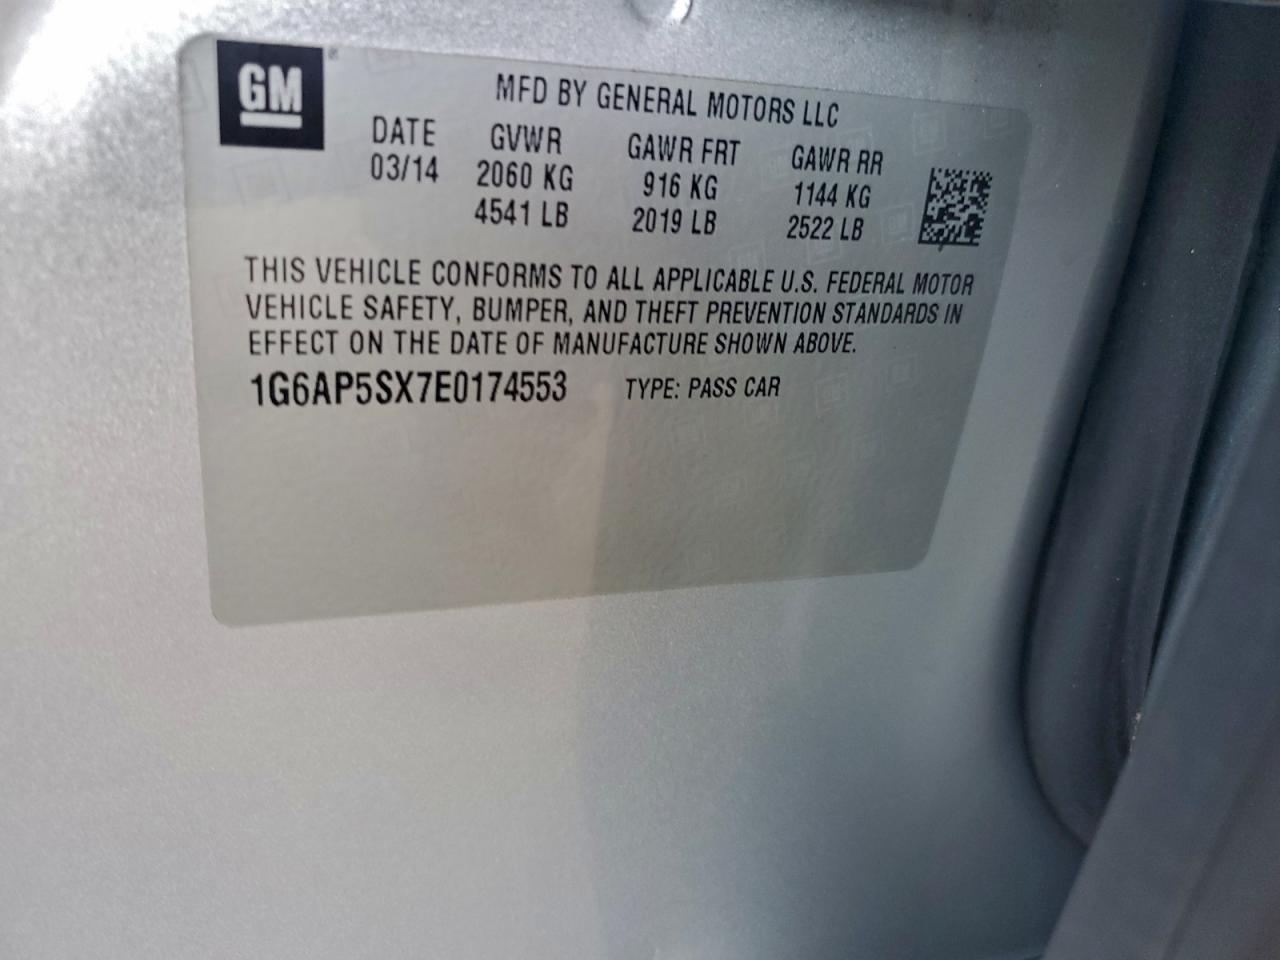 GM
MFD BY GENERAL MOTORS LLC
DATE GVWR GAWR FRT GAWR RR
03/14 2060 KG 916 KG 1144 KG
4541 LB 2019 LB 2522 LB
THIS VEHICLE CONFORMS TO ALL APPLICABLE U.S. FEDERAL MOTOR
VEHICLE SAFETY, BUMPER, AND THEFT PREVENTION STANDARDS IN
EFFECT ON THE DATE OF MANUFACTURE SHOWN ABOVE.
1G6AP5SX7E0174553 TYPE: PASS CAR